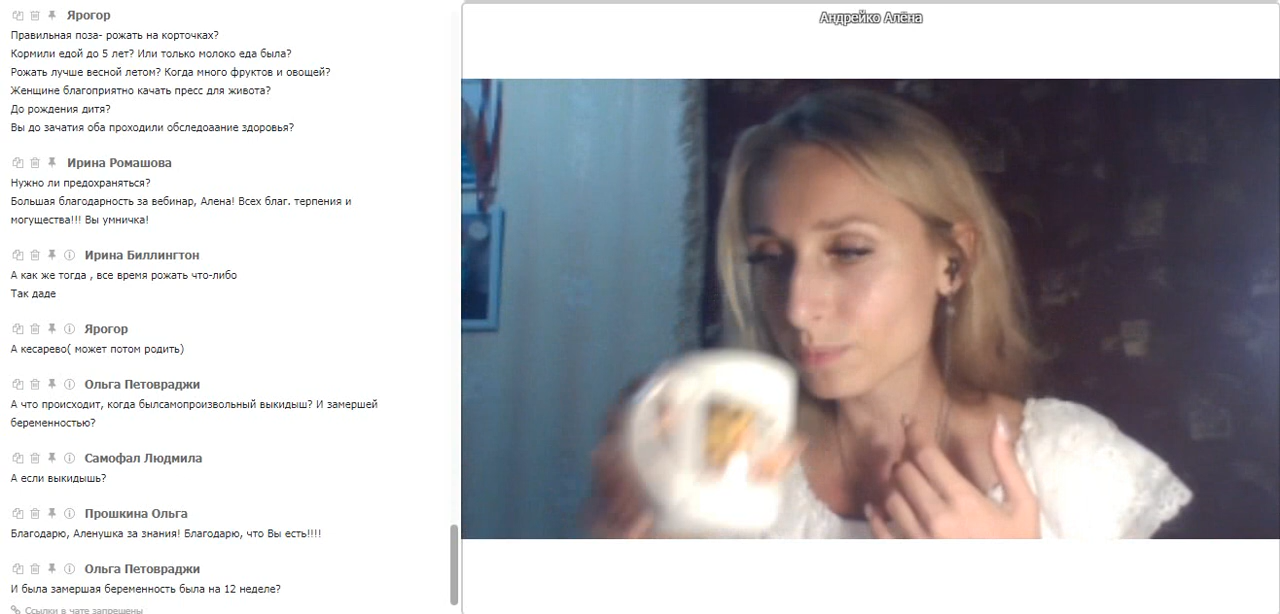 Ярогор
Правильная поза- рожать на корточках?
Кормили едой до 5 лет? Или только молоко еда была?
Рожать лучше весной летом? Когда много фруктов и овощей?
Женщине благоприятно качать пресс для живота?
До рождения дитя?
Вы до зачатия оба проходили обследоаание здоровья?
Ирина Ромашова
Нужно ли предохраняться?
Большая благодарность за вебинар, Алена! Всех благ. терпения и
могущества!!! Вы умничка!
Ирина Биллингтон
А как же тогда , все время рожать что-либо
Так даде
Ярогор
А кесарево( может потом родить)
Ольга Петовраджи
А что происходит, когда былсамопроизвольный выкидыш? И замершей
беременностью?
Самофал Людмила
А если выкидышь?
Прошкина Ольга
Благодарю, Аленушка за знания! Благодарю, что Вы есть!!!!
Ольга Петовраджи
И была замершая беременность была на 12 неделе?
Ссылки в чате запрещены
Андрейко Алёна